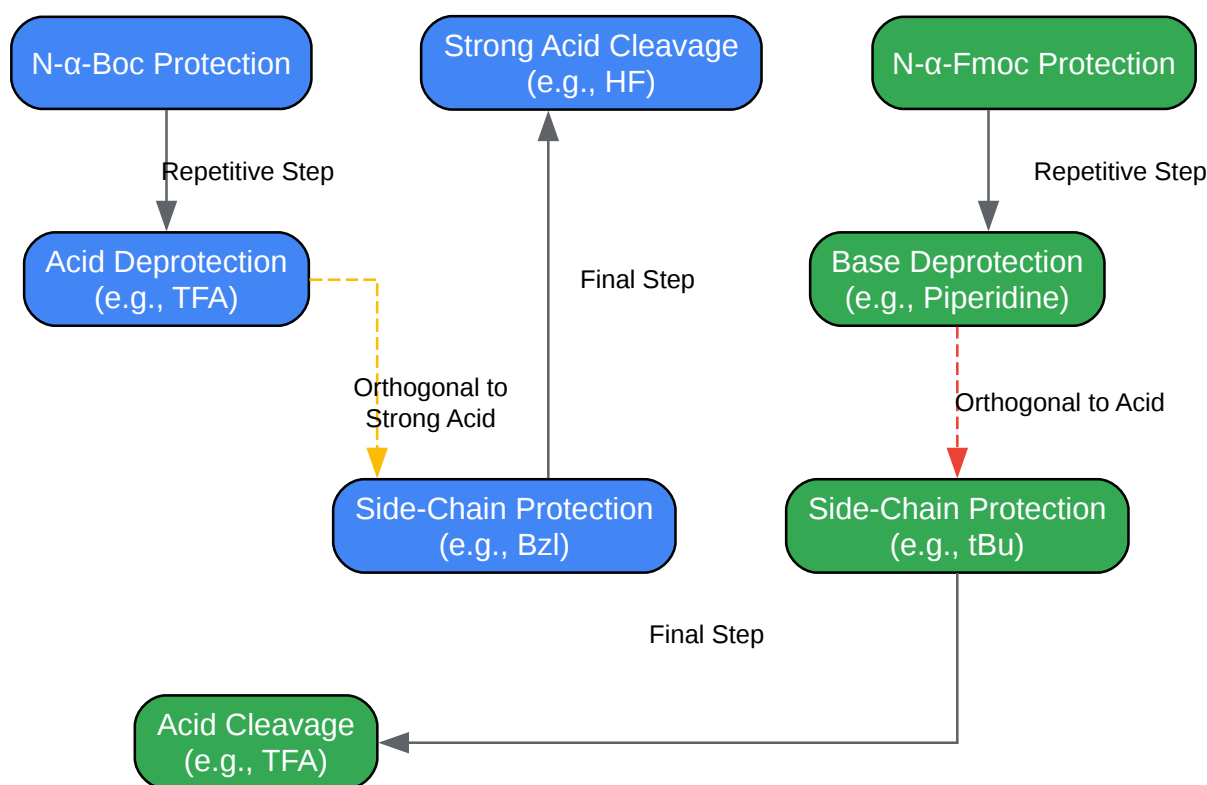 N-α-Boc Protection
Strong Acid Cleavage
(e.g., HF)
N-α-Fmoc Protection
Repetitive Step
Repetitive Step
Acid Deprotection
(e.g., TFA)
Final Step
Base Deprotection
(e.g., Piperidine)
Orthogonal to
Strong Acid
Orthogonal to Acid
Side-Chain Protection
(e.g., Bzl)
Side-Chain Protection
(e.g., tBu)
Final Step
Acid Cleavage
(e.g., TFA)